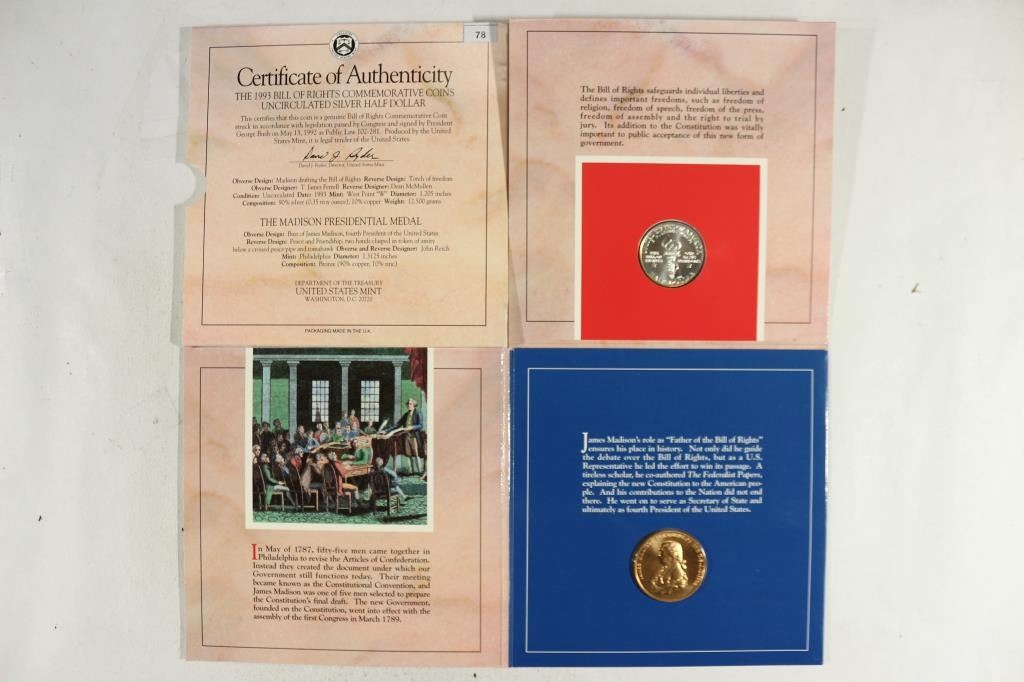 78
Certificate of Authenticity
THE 1993 BILL OF RIGHTS COMMEMORATIVE COINS
UNCIRCULATED SILVER HALF DOLLAR
This certifies that this coin is a genuine Bill of Rights Commemorative Coin
struck in accordance with legislation passed by Congress and signed by President
George Bush on May 13, 1992 as Public Law 102-281. Produced by the United
States Mint, it is legal tender of the United States.
David J. Ryder
David J. Ryder, Director, United States Mint
Obverse Design: Madison drafting the Bill of Rights Reverse Design: Torch of freedom
Obverse Designer: T. James Ferrell Reverse Designer: Dean McMullen
Condition: Uncirculated Date: 1993 Mint: West Point "W" Diameter: 1.205 inches
Composition: 90% silver (0.35 troy ounce), 10% copper Weight: 12.500 grams
THE MADISON PRESIDENTIAL MEDAL
Obverse Design: Bust of James Madison, fourth President of the United States
Reverse Design: Peace and Friendship, two hands clasped in token of amity
below a crossed peace pipe and tomahawk Obverse and Reverse Designer: John Reich
Mint: Philadelphia Diameter: 1.3125 inches
Composition: Bronze (90% copper, 10% zinc)
DEPARTMENT OF THE TREASURY
UNITED STATES MINT
WASHINGTON, D.C. 20220
PACKAGING MADE IN THE U.K.
The Bill of Rights safeguards individual liberties and
defines important freedoms, such as freedom of
religion, freedom of speech, freedom of the press,
freedom of assembly and the right to trial by
jury. Its addition to the Constitution was vitally
important to public acceptance of this new form of
government.
In May of 1787, fifty-five men came together in
Philadelphia to revise the Articles of Confederation.
Instead they created the document under which our
Government still functions today. Their meeting
became known as the Constitutional Convention, and
James Madison was one of five men selected to prepare
the Constitution's final draft. The new Government,
founded on the Constitution, went into effect with the
assembly of the first Congress in March 1789.
James Madison's role as "Father of the Bill of Rights"
ensures his place in history. Not only did he guide
the debate over the Bill of Rights, but as a U.S.
Representative he led the effort to win its passage. A
tireless scholar, he co-authored The Federalist Papers,
explaining the new Constitution to the American peo-
ple. And his contributions to the Nation did not end
there. He went on to serve as Secretary of State and
ultimately as fourth President of the United States.